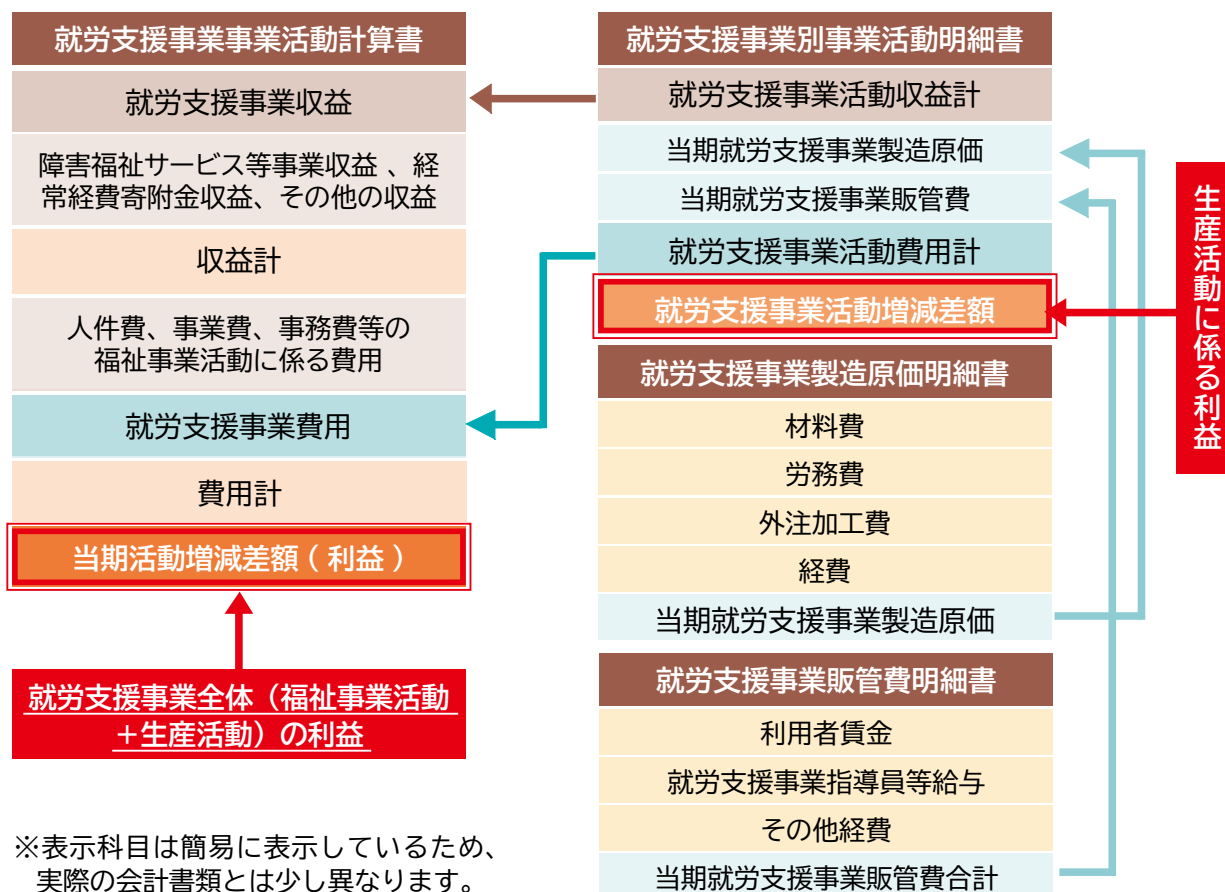 就労支援事業事業活動計算書
就労支援事業収益
障害福祉サービス等事業収益 、経
常経費寄附金収益、その他の収益
収益計
人件費、事業費、事務費等の
福祉事業活動に係る費用
就労支援事業費用
費用計
当期活動増減差額（利益）
就労支援事業全体（福祉事業活動
＋生産活動）の利益
※表示科目は簡易に表示しているため、
実際の会計書類とは少し異なります。
就労支援事業別事業活動明細書
就労支援事業活動収益計
当期就労支援事業製造原価
当期就労支援事業販管費
就労支援事業活動費用計
就労支援事業活動増減差額
就労支援事業製造原価明細書
材料費
労務費
外注加工費
経費
当期就労支援事業製造原価
就労支援事業販管費明細書
利用者賃金
就労支援事業指導員等給与
その他経費
当期就労支援事業販管費合計
生産活動に係る利益